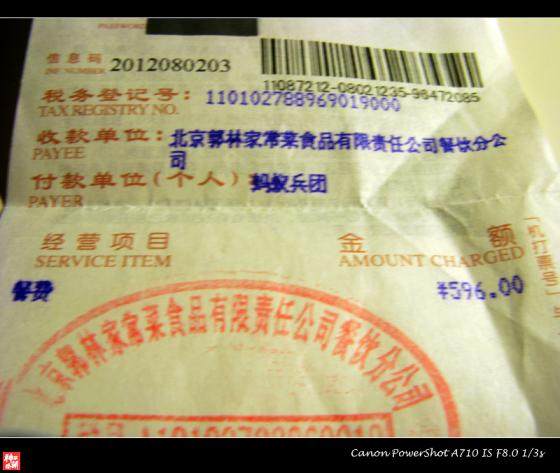 PASSWORD
信息码
INF NUMBER 2012080203
11087212-08021235-98472085
税务登记号: 110102788969019000
TAX REGISTRY NO.
收款单位: 北京郭林家常菜食品有限责任公司餐饮分公
PAYEE
司
付款单位(个人) 蚂蚁兵团
PAYER
经营项目 金额
SERVICE ITEM AMOUNT CHARGED
餐费 ¥596.00
北京郭林家常菜食品有限责任公司餐饮分公司
Canon PowerShot A710 IS F8.0 1/3s